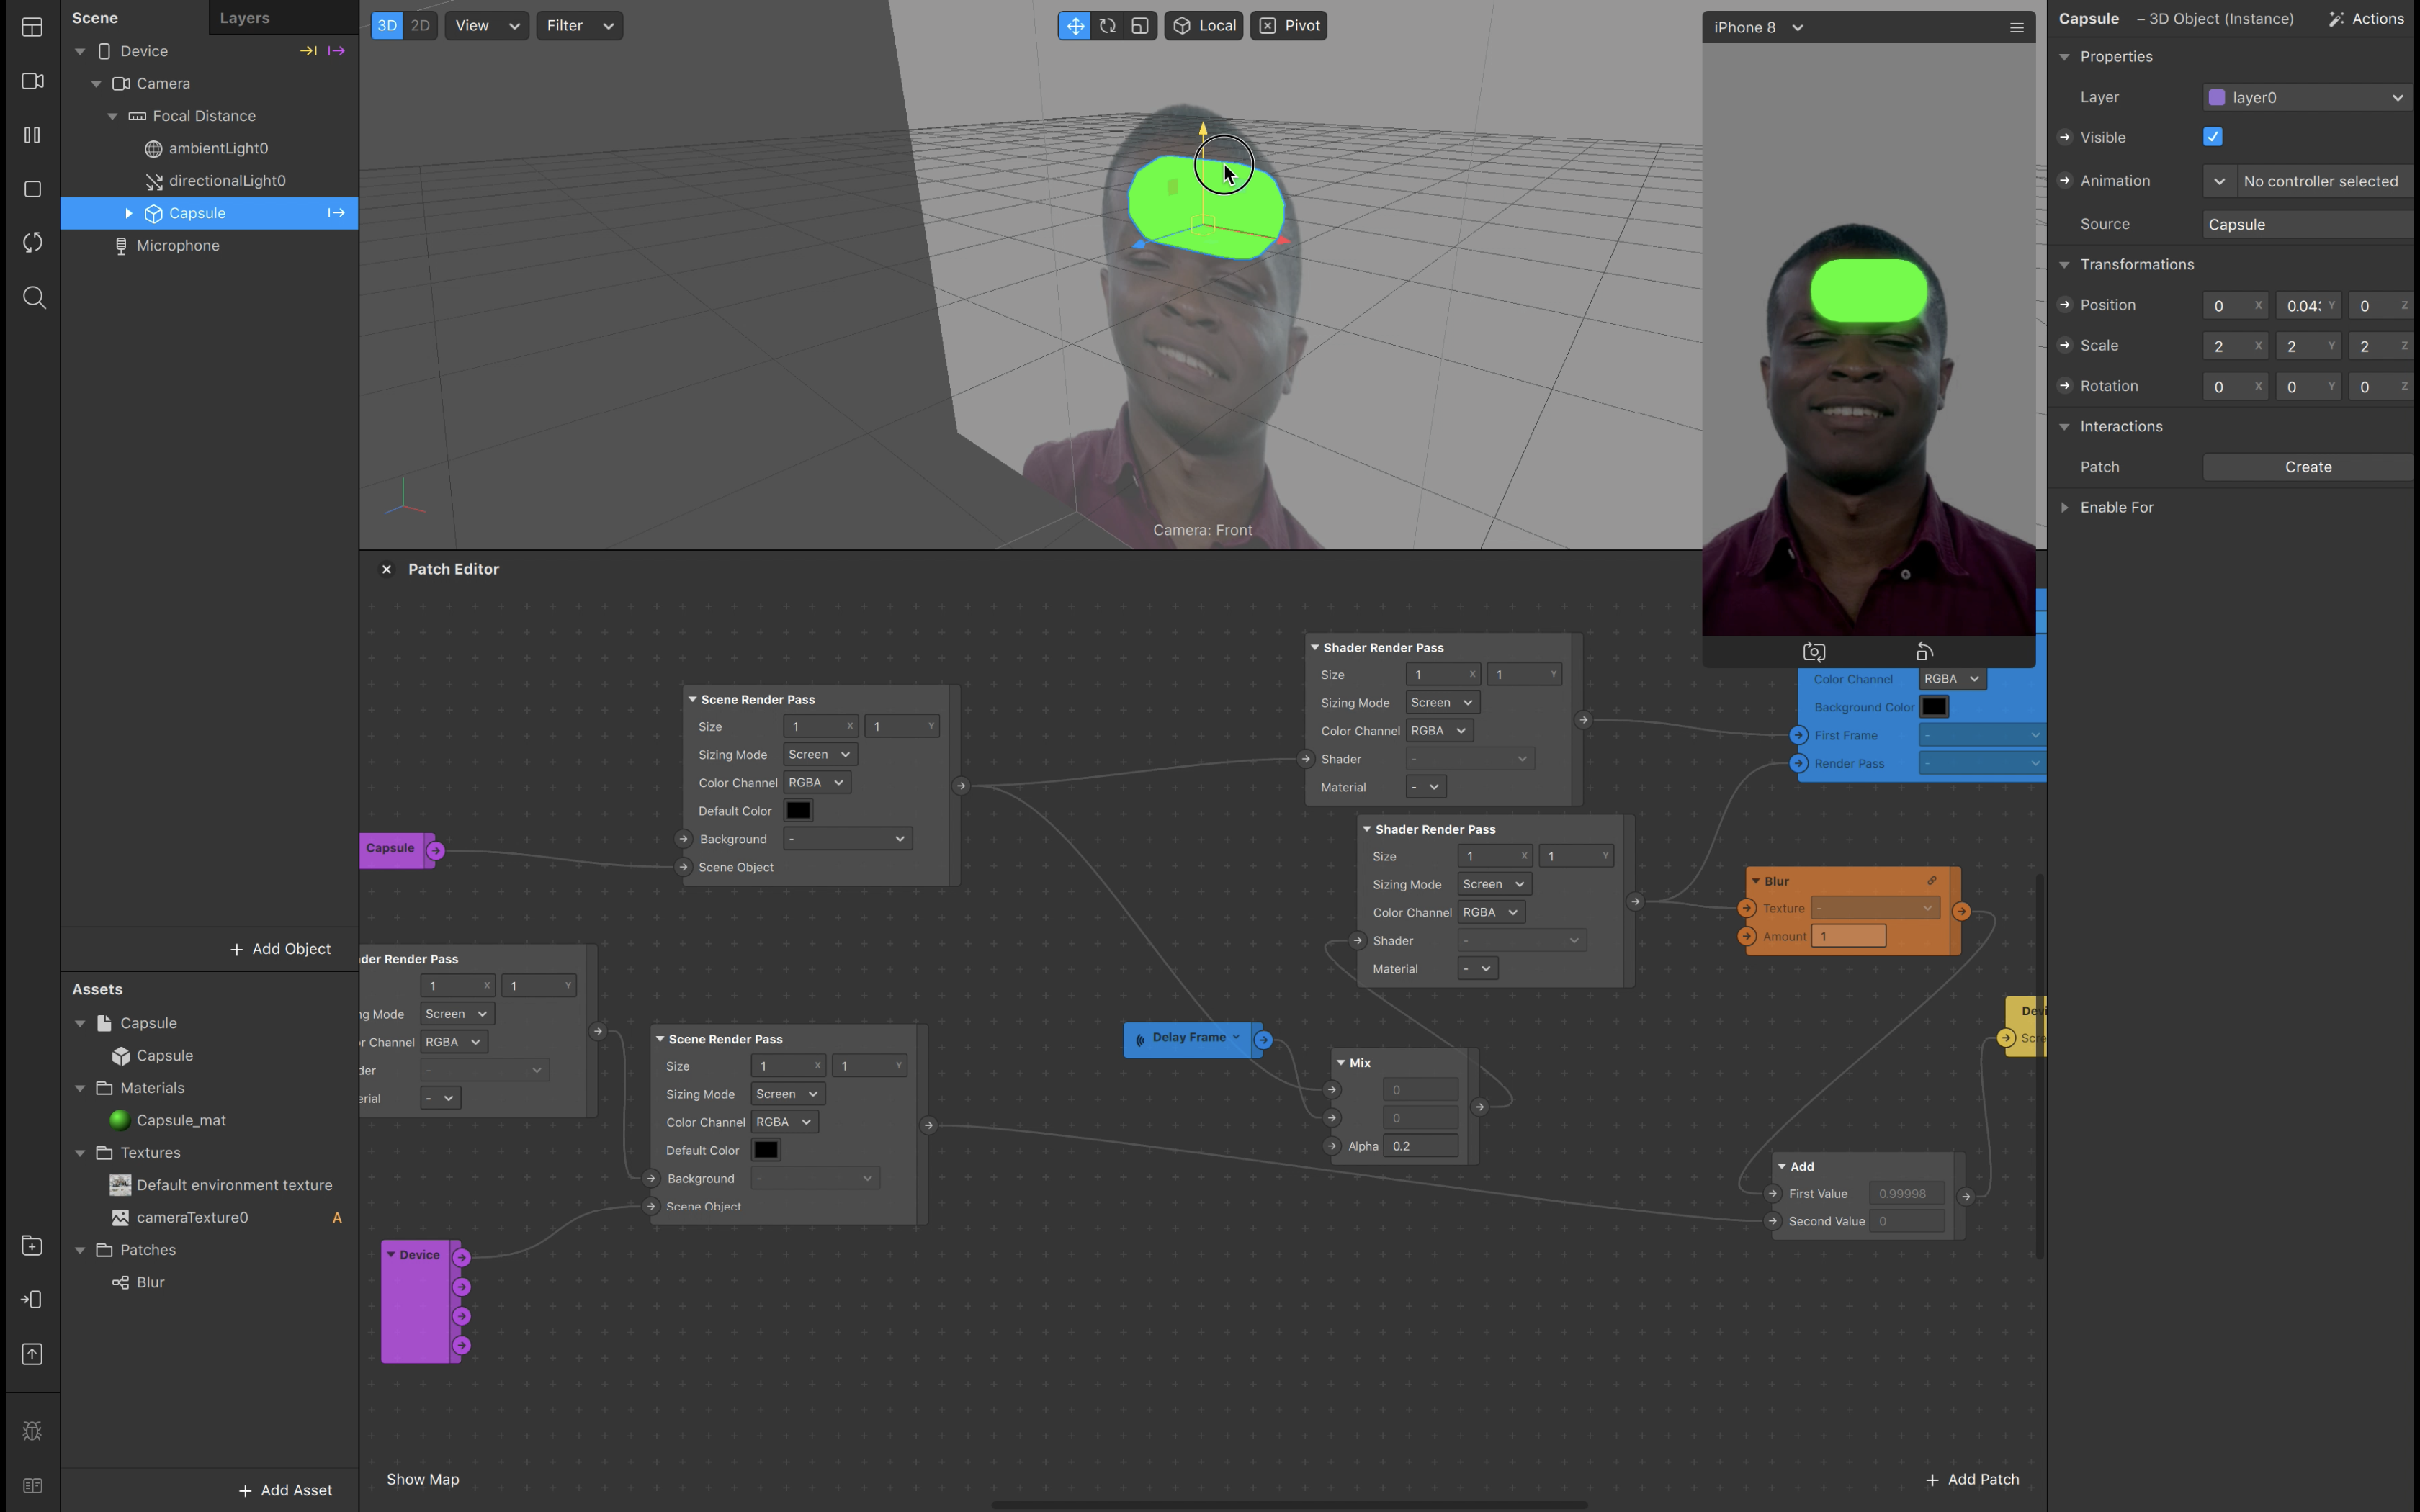 Scene
Layers
Device
Camera
Focal Distance
ambientLight0
directionalLight0
Capsule
Microphone
+ Add Object
Assets
Capsule
Capsule
Materials
Capsule_mat
Textures
Default environment texture
cameraTexture0 A
Patches
Blur
+ Add Asset
3D 2D View Filter
Local Pivot
Camera: Front
iPhone 8
Patch Editor
Capsule
Scene Render Pass
Size 1 X 1 Y
Sizing Mode Screen
Color Channel RGBA
Default Color
Background -
Scene Object
Shader Render Pass
Size 1 X 1 Y
Sizing Mode Screen
Color Channel RGBA
Shader -
Material -
Shader Render Pass
Size 1 X 1 Y
Sizing Mode Screen
Color Channel RGBA
Shader -
Material -
Color Channel RGBA
Background Color
First Frame -
Render Pass -
Blur
Texture -
Amount 1
der Render Pass
1 X 1 Y
g Mode Screen
r Channel RGBA
der -
erial -
Scene Render Pass
Size 1 X 1 Y
Sizing Mode Screen
Color Channel RGBA
Default Color
Background -
Scene Object
Delay Frame
Mix
0
0
Alpha 0.2
Devi
Scre
Add
First Value 0.99998
Second Value 0
Device
Show Map
+ Add Patch
Capsule – 3D Object (Instance) Actions
Properties
Layer layer0
Visible
Animation No controller selected
Source Capsule
Transformations
Position 0 X 0.04 Y 0 Z
Scale 2 X 2 Y 2 Z
Rotation 0 X 0 Y 0 Z
Interactions
Patch Create
Enable For